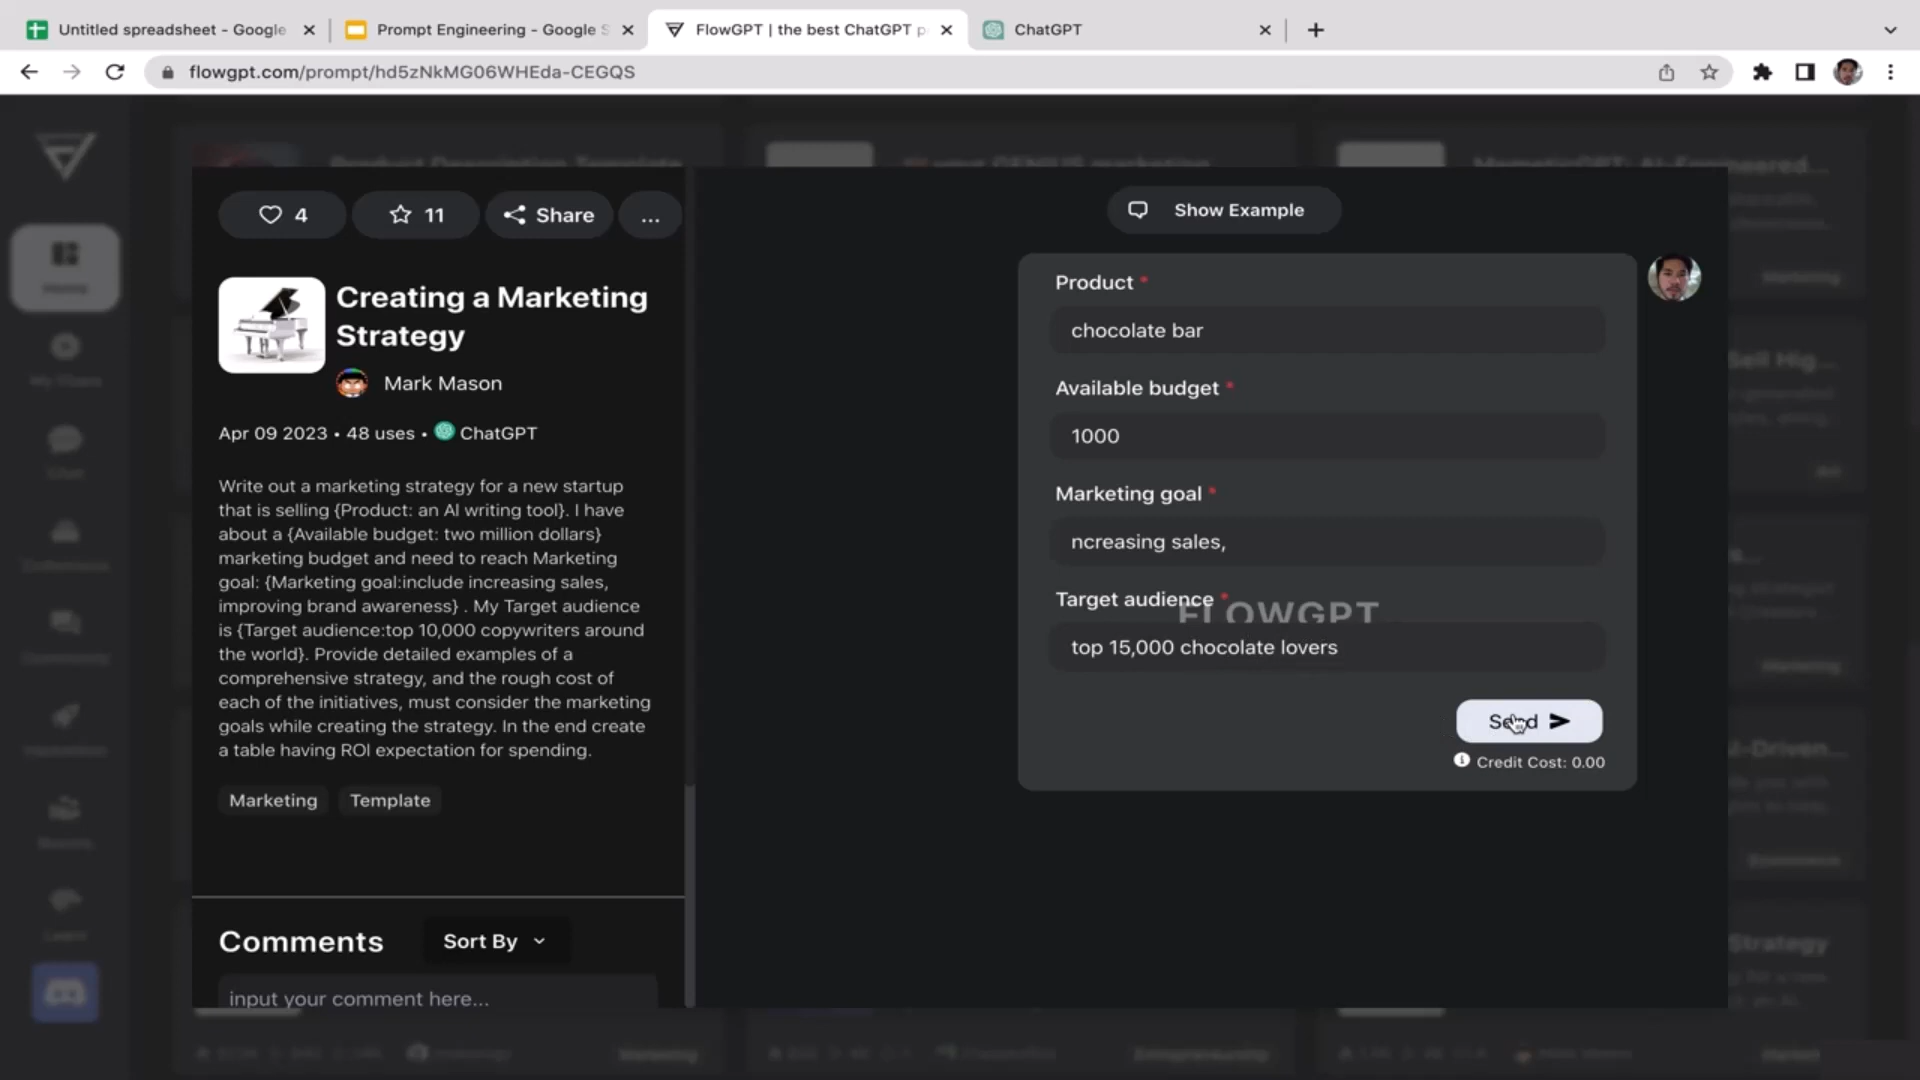 Untitled spreadsheet - Google
Prompt Engineering - Google S
FlowGPT | the best ChatGPT p
ChatGPT
flowgpt.com/prompt/hd5zNkMG06WHEda-CEGQS
4
11
Share
...
Show Example
Creating a Marketing
Strategy
Mark Mason
Apr 09 2023 • 48 uses • ChatGPT
Write out a marketing strategy for a new startup
that is selling {Product: an AI writing tool}. I have
about a {Available budget: two million dollars}
marketing budget and need to reach Marketing
goal: {Marketing goal:include increasing sales,
improving brand awareness} . My Target audience
is {Target audience:top 10,000 copywriters around
the world}. Provide detailed examples of a
comprehensive strategy, and the rough cost of
each of the initiatives, must consider the marketing
goals while creating the strategy. In the end create
a table having ROI expectation for spending.
Marketing
Template
Comments
Sort By
input your comment here...
Product *
chocolate bar
Available budget *
1000
Marketing goal *
ncreasing sales,
Target audience *
FLOWGPT
top 15,000 chocolate lovers
Send
Credit Cost: 0.00